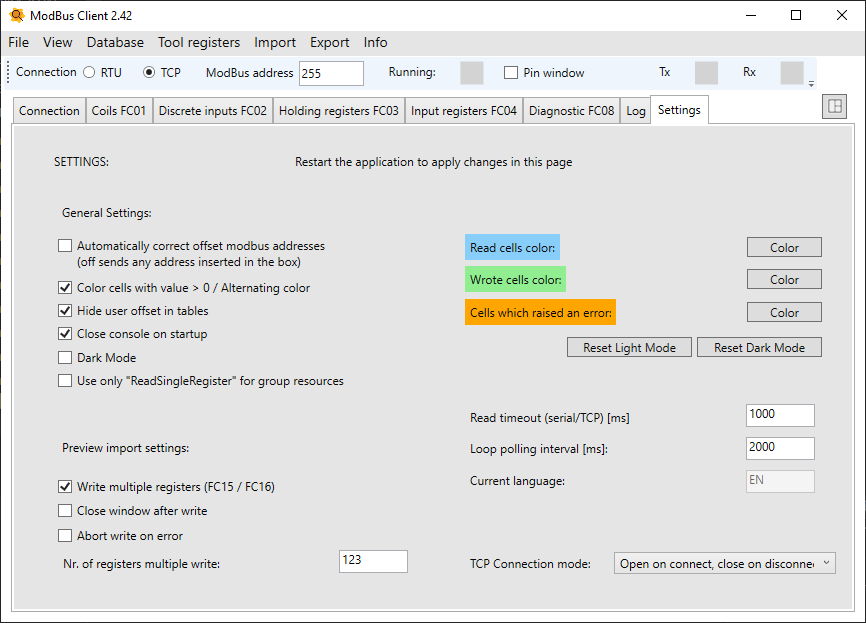 ModBus Client 2.42
File View Database Tool registers Import Export Info
Connection RTU TCP ModBus address 255 Running: Pin window Tx Rx
Connection Coils FC01 Discrete inputs FC02 Holding registers FC03 Input registers FC04 Diagnostic FC08 Log Settings
SETTINGS: Restart the application to apply changes in this page
General Settings:
Automatically correct offset modbus addresses
(off sends any address inserted in the box)
Color cells with value > 0 / Alternating color
Hide user offset in tables
Close console on startup
Dark Mode
Use only "ReadSingleRegister" for group resources
Read cells color: Color
Wrote cells color: Color
Cells which raised an error: Color
Reset Light Mode Reset Dark Mode
Read timeout (serial/TCP) [ms] 1000
Loop polling interval [ms]: 2000
Current language: EN
Preview import settings:
Write multiple registers (FC15 / FC16)
Close window after write
Abort write on error
Nr. of registers multiple write: 123
TCP Connection mode: Open on connect, close on disconne